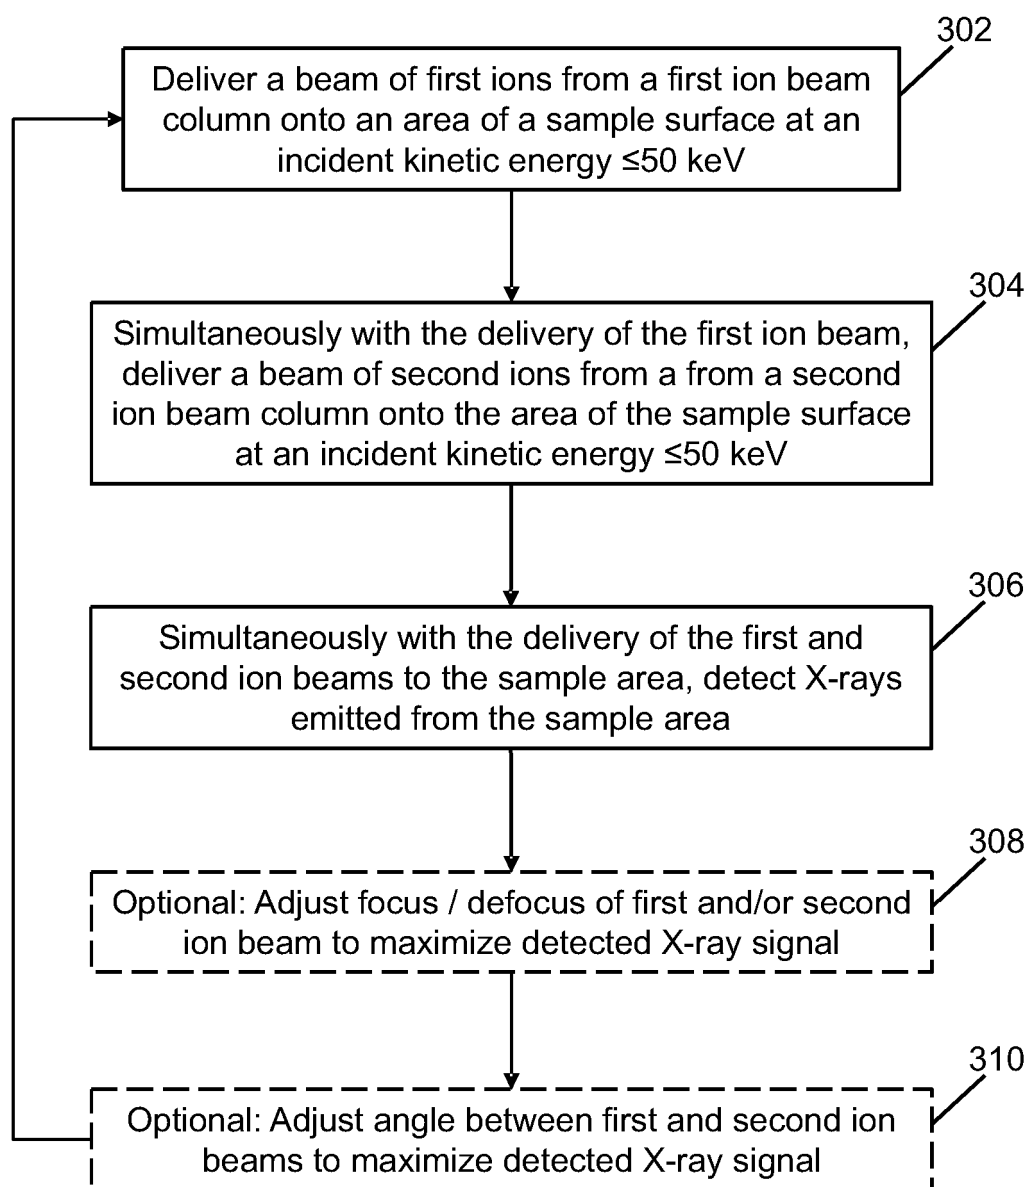 302
Deliver a beam of first ions from a first ion beam
column onto an area of a sample surface at an
incident kinetic energy ≤50 keV
304
Simultaneously with the delivery of the first ion beam,
deliver a beam of second ions from a from a second
ion beam column onto the area of the sample surface
at an incident kinetic energy ≤50 keV
306
Simultaneously with the delivery of the first and
second ion beams to the sample area, detect X-rays
emitted from the sample area
308
Optional: Adjust focus / defocus of first and/or second
ion beam to maximize detected X-ray signal
310
Optional: Adjust angle between first and second ion
beams to maximize detected X-ray signal